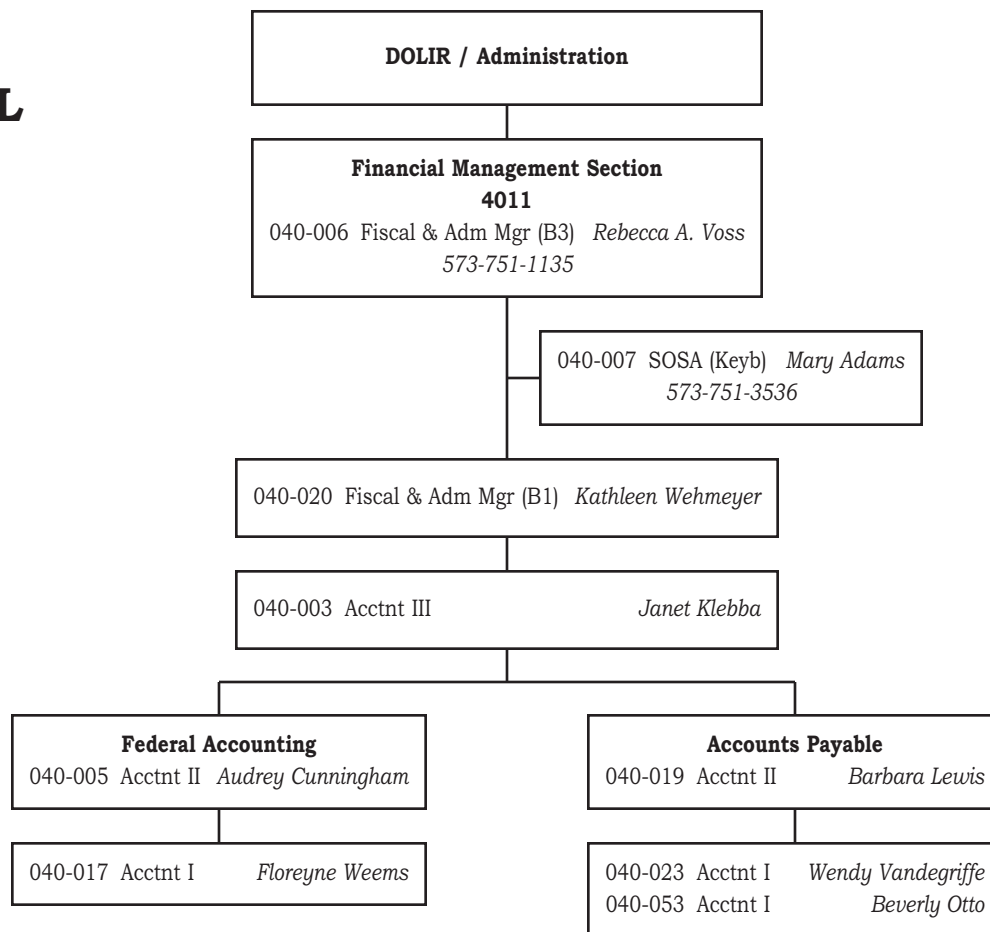 L
DOLIR / Administration
Financial Management Section
4011
040-006 Fiscal & Adm Mgr (B3) Rebecca A. Voss
573-751-1135
040-007 SOSA (Keyb) Mary Adams
573-751-3536
040-020 Fiscal & Adm Mgr (B1) Kathleen Wehmeyer
040-003 Acctnt III Janet Klebba
Federal Accounting
040-005 Acctnt II Audrey Cunningham
040-017 Acctnt I Floreyne Weems
Accounts Payable
040-019 Acctnt II Barbara Lewis
040-023 Acctnt I Wendy Vandegriffe
040-053 Acctnt I Beverly Otto